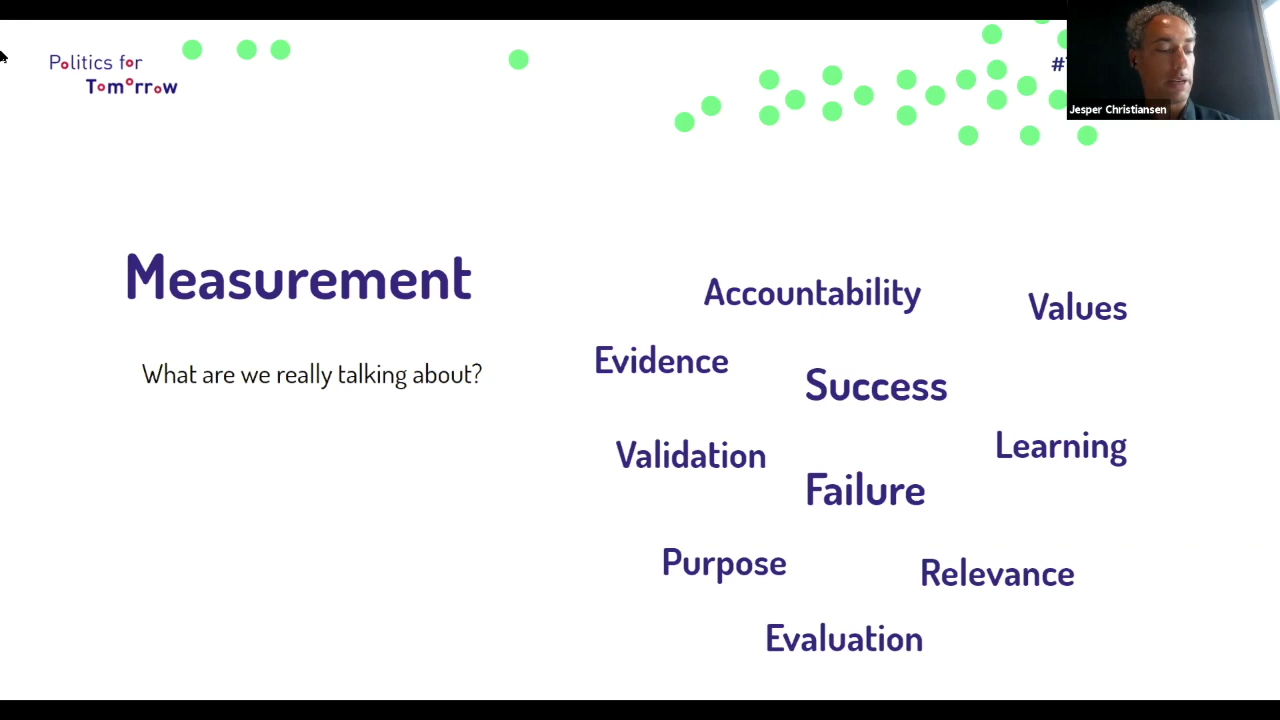 Politics for
Tomorrow
Jesper Christiansen
Measurement
What are we really talking about?
Accountability
Values
Evidence
Success
Validation
Learning
Failure
Purpose
Relevance
Evaluation